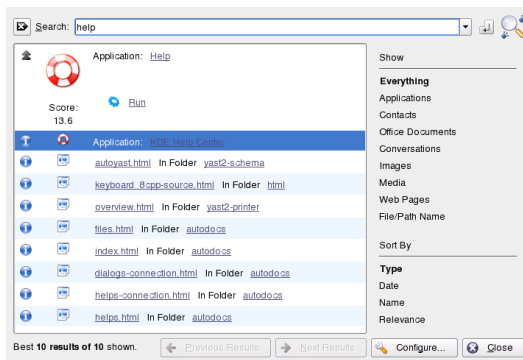 Search: help
Application: Help
Score:
13.6
Run
Application: KDE Help Center
autoyast.html In Folder yast2-schema
keyboard_8cpp-source.html In Folder html
overview.html In Folder yast2-printer
files.html In Folder autodocs
index.html In Folder autodocs
dialogs-connection.html In Folder autodocs
helps-connection.html In Folder autodocs
helps.html In Folder autodocs
Show
Everything
Applications
Contacts
Office Documents
Conversations
Images
Media
Web Pages
File/Path Name
Sort By
Type
Date
Name
Relevance
Best 10 results of 10 shown.
Previous Results
Next Results
Configure...
Close